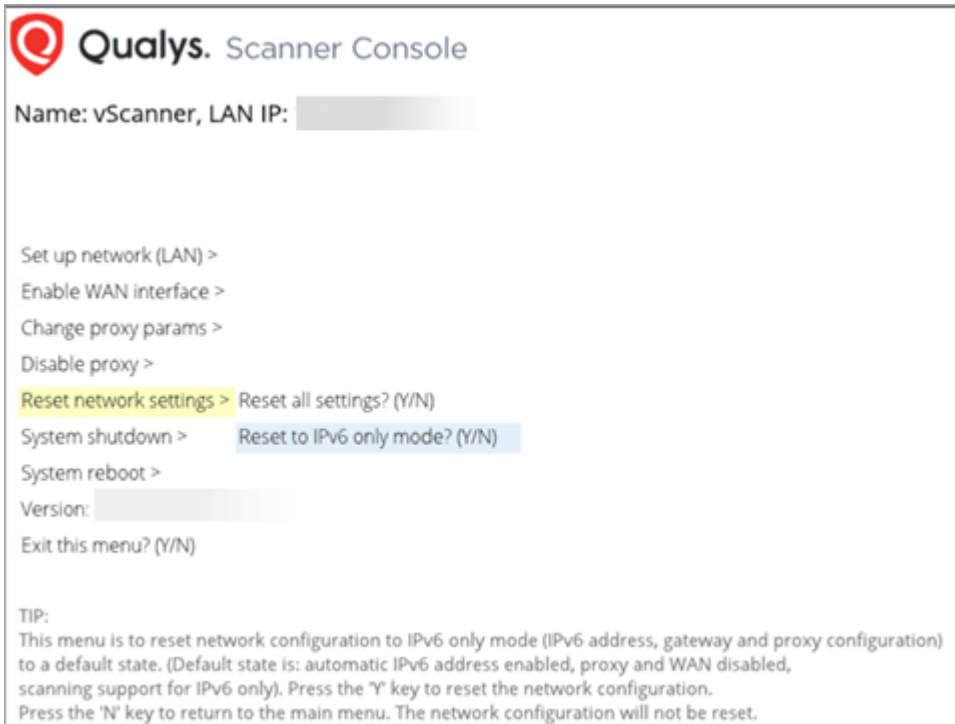 Qualys. Scanner Console
Name: vScanner, LAN IP:
Set up network (LAN) >
Enable WAN interface >
Change proxy params >
Disable proxy >
Reset network settings > Reset all settings? (Y/N)
System shutdown > Reset to IPv6 only mode? (Y/N)
System reboot >
Version:
Exit this menu? (Y/N)
TIP:
This menu is to reset network configuration to IPv6 only mode (IPv6 address, gateway and proxy configuration)
to a default state. (Default state is: automatic IPv6 address enabled, proxy and WAN disabled,
scanning support for IPv6 only). Press the 'Y' key to reset the network configuration.
Press the 'N' key to return to the main menu. The network configuration will not be reset.